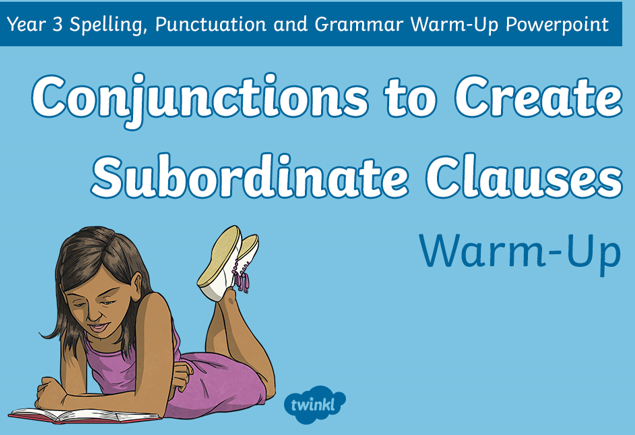 Year 3 Spelling, Punctuation and Grammar Warm-Up Powerpoint
Conjunctions to Create
Subordinate Clauses
Warm-Up
twinkl